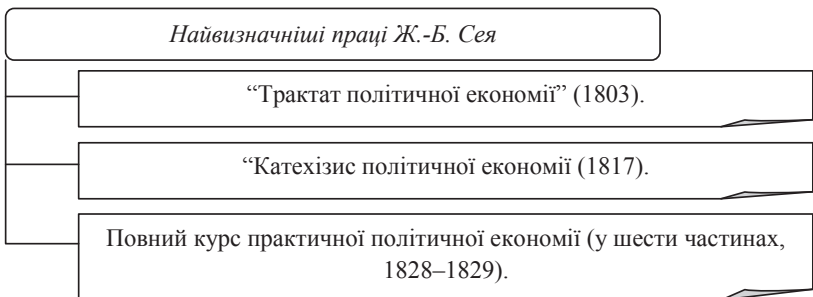 Найвизначніші праці Ж.-Б. Сея
“Трактат політичної економії” (1803).
“Катехізис політичної економії (1817).
Повний курс практичної політичної економії (у шести частинах,
1828–1829).